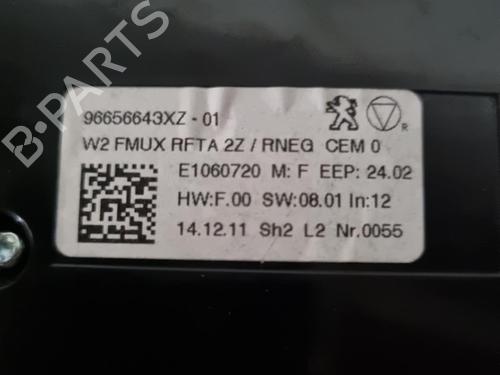 B-PARTS
96656643XZ - 01
W2 FMUX RFTA 2Z / RNEG CEM 0
E1060720 M: F EEP: 24.02
HW:F.00 SW:08.01 In:12
14.12.11 Sh2 L2 Nr.0055
R